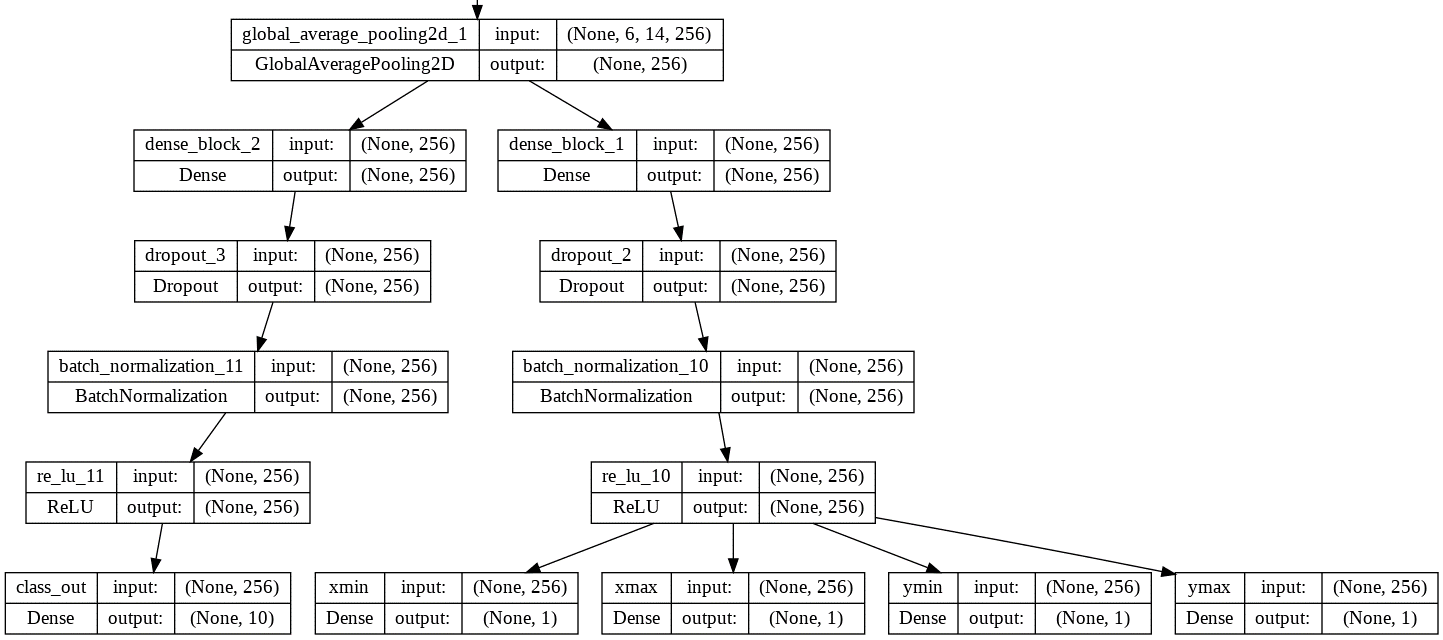 global_average_pooling2d_1 input: (None, 6, 14, 256)
GlobalAveragePooling2D output: (None, 256)
dense_block_2 input: (None, 256)
Dense output: (None, 256)
dense_block_1 input: (None, 256)
Dense output: (None, 256)
dropout_3 input: (None, 256)
Dropout output: (None, 256)
dropout_2 input: (None, 256)
Dropout output: (None, 256)
batch_normalization_11 input: (None, 256)
BatchNormalization output: (None, 256)
batch_normalization_10 input: (None, 256)
BatchNormalization output: (None, 256)
re_lu_11 input: (None, 256)
ReLU output: (None, 256)
re_lu_10 input: (None, 256)
ReLU output: (None, 256)
class_out input: (None, 256)
Dense output: (None, 10)
xmin input: (None, 256)
Dense output: (None, 1)
xmax input: (None, 256)
Dense output: (None, 1)
ymin input: (None, 256)
Dense output: (None, 1)
ymax input: (None, 256)
Dense output: (None, 1)